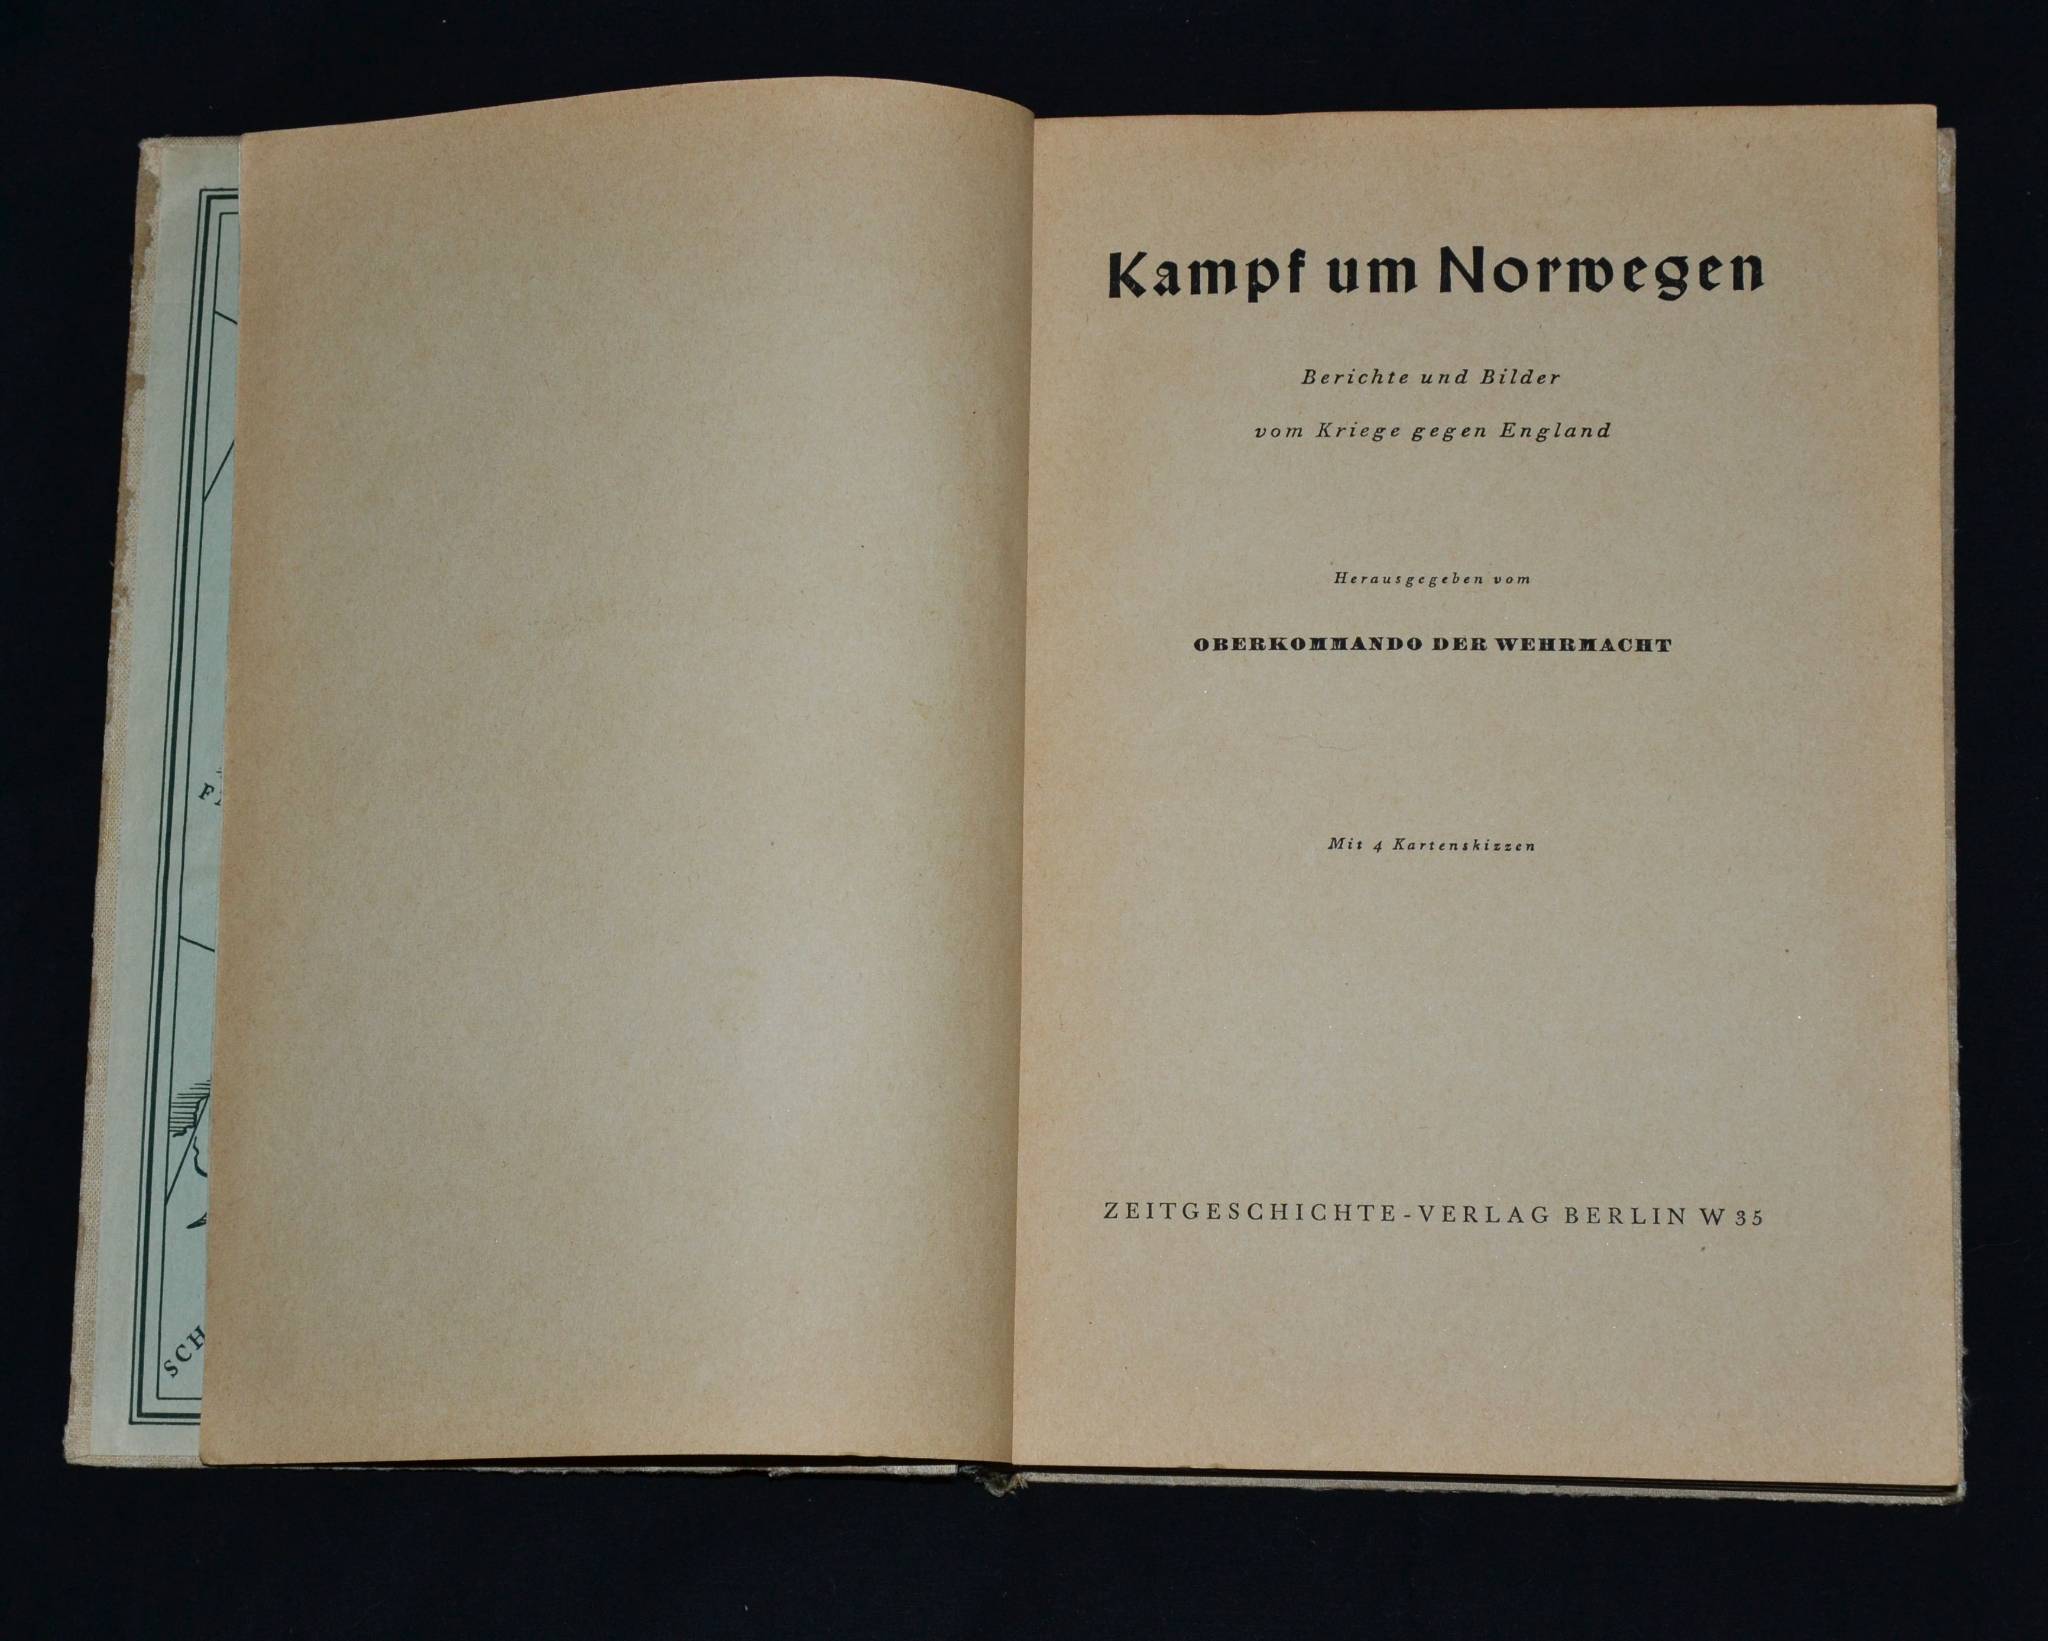 Kampf um Norwegen
Berichte und Bilder
vom Kriege gegen England
Herausgegeben vom
OBERKOMMANDO DER WEHRMACHT
Mit 4 Kartenskizzen
ZEITGESCHICHTE-VERLAG BERLIN W 35